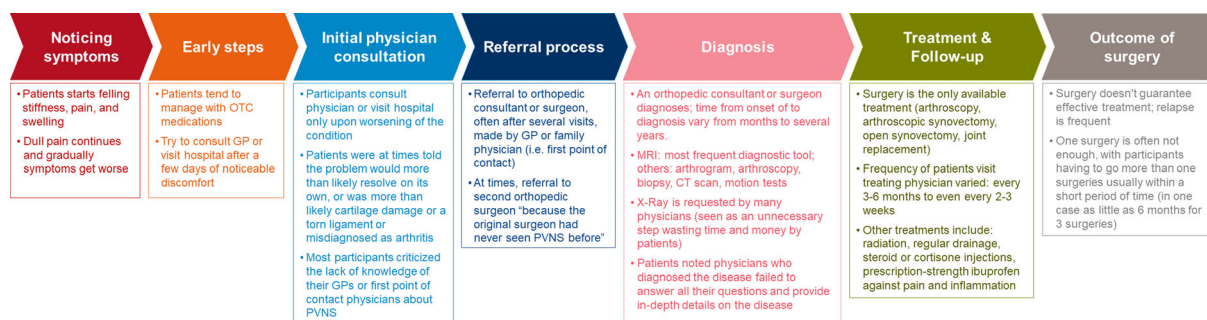 Noticing
symptoms
Early steps
Initial physician
consultation
Referral process
Diagnosis
Treatment &
Follow-up
Outcome of
surgery
• Patients starts felling
stiffness, pain, and
swelling
• Dull pain continues
and gradually
symptoms get worse
• Patients tend to
manage with OTC
medications
• Try to consult GP or
visit hospital after a
few days of noticeable
discomfort
• Participants consult
physician or visit hospital
only upon worsening of the
condition
• Patients were at times told
the problem would more
than likely resolve on its
own, or was more than
likely cartilage damage or a
torn ligament or
misdiagnosed as arthritis
• Most participants criticized
the lack of knowledge of
their GPs or first point of
contact physicians about
PVNS
• Referral to orthopedic
consultant or surgeon,
often after several visits,
made by GP or family
physician (i.e. first point of
contact)
• At times, referral to
second orthopedic
surgeon “because the
original surgeon had
never seen PVNS before”
• An orthopedic consultant or surgeon
diagnoses; time from onset of to
diagnosis vary from months to several
years.
• MRI: most frequent diagnostic tool;
others: arthrogram, arthroscopy,
biopsy, CT scan, motion tests
• X-Ray is requested by many
physicians (seen as an unnecessary
step wasting time and money by
patients)
• Patients noted physicians who
diagnosed the disease failed to
answer all their questions and provide
in-depth details on the disease
• Surgery is the only available
treatment (arthroscopy,
arthroscopic synovectomy,
open synovectomy, joint
replacement)
• Frequency of patients visit
treating physician varied: every
3-6 months to even every 2-3
weeks
• Other treatments include:
radiation, regular drainage,
steroid or cortisone injections,
prescription-strength ibuprofen
against pain and inflammation
• Surgery doesn't guarantee
effective treatment; relapse
is frequent
• One surgery is often not
enough, with participants
having to go more than one
surgeries usually within a
short period of time (in one
case as little as 6 months for
3 surgeries)